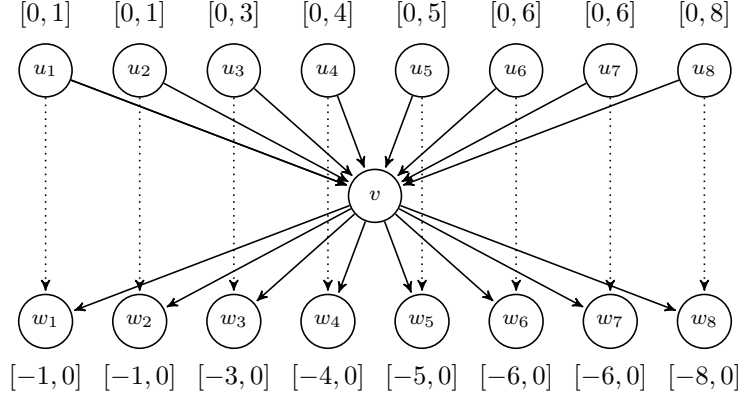 [0, 1] [0, 1] [0, 3] [0, 4] [0, 5] [0, 6] [0, 6] [0, 8]
u1 u2 u3 u4 u5 u6 u7 u8
v
w1 w2 w3 w4 w5 w6 w7 w8
[−1, 0] [−1, 0] [−3, 0] [−4, 0] [−5, 0] [−6, 0] [−6, 0] [−8, 0]